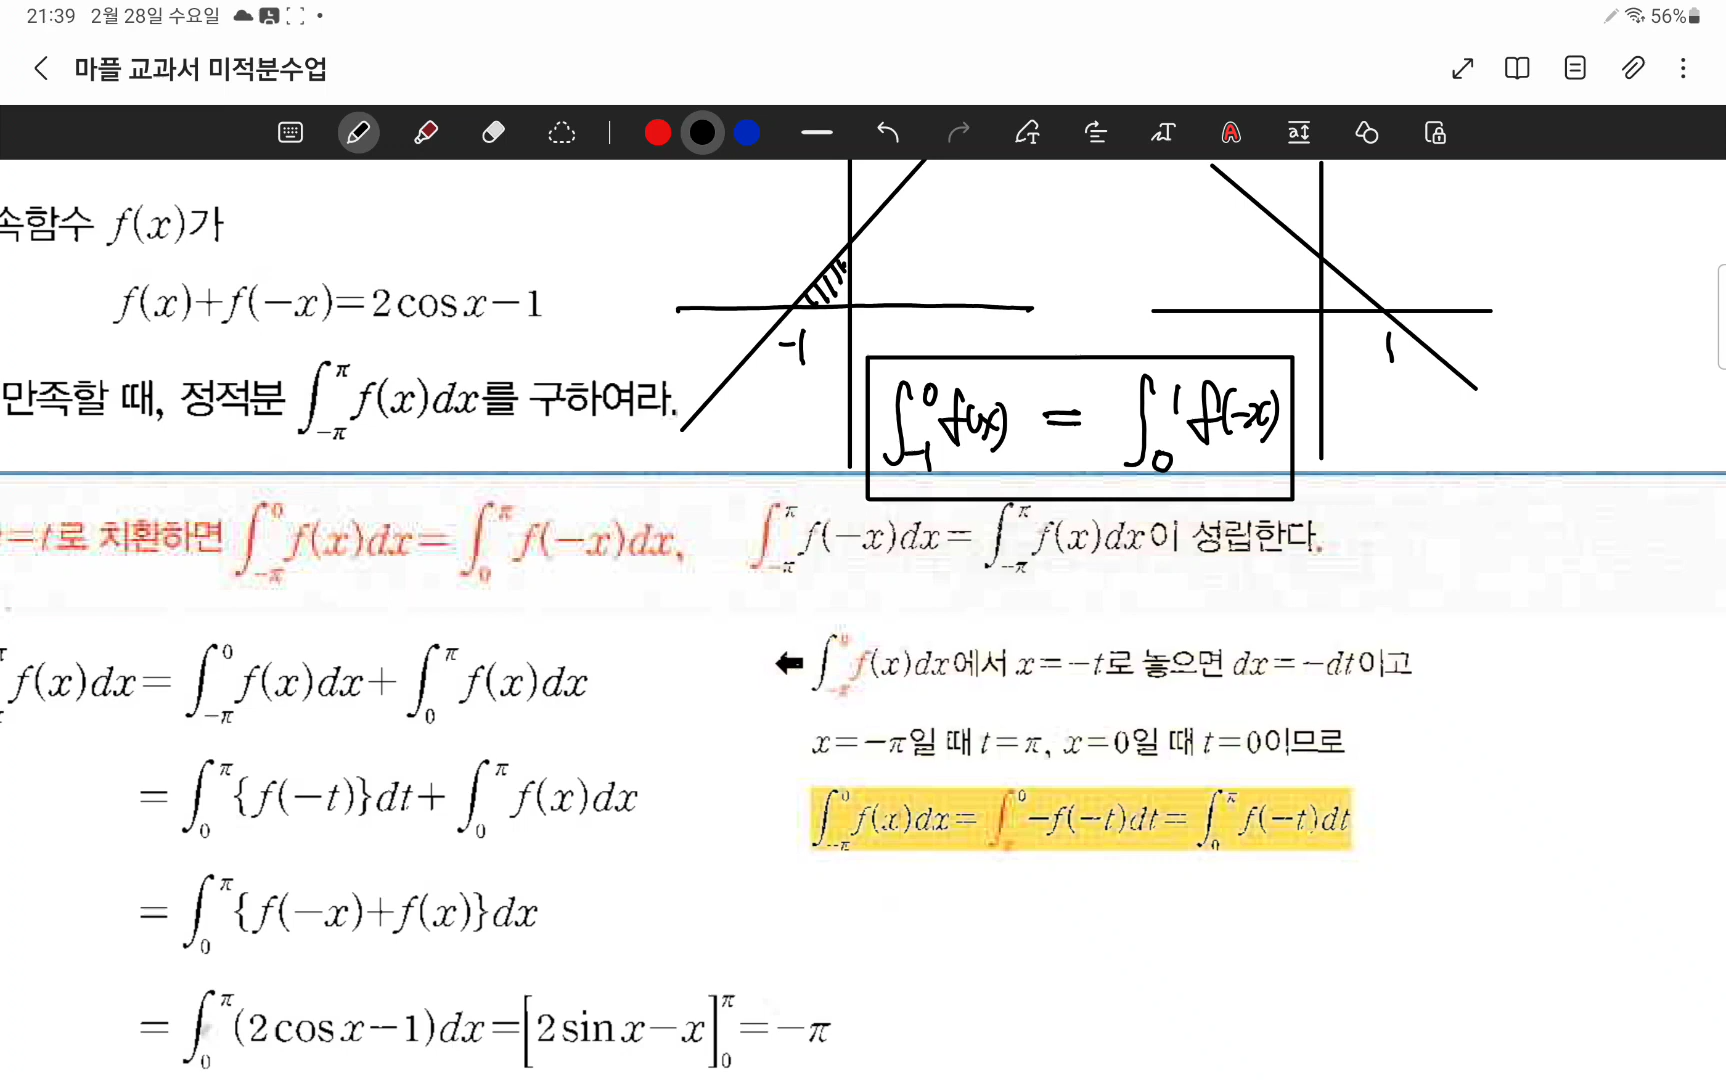 21:39 2월 28일 수요일 56%
마플 교과서 미적분수업
속함수 f(x)가
f(x)+f(−x)=2cosx−1
만족할 때, 정적분 ∫_{−π}^{π} f(x)dx를 구하여라.
-1
1
∫_{-1}^{0} f(x) = ∫_{0}^{1} f(-x)
=t로 치환하면 ∫_{−π}^{0} f(x)dx=∫_{0}^{π} f(−x)dx, ∫_{−π}^{π} f(−x)dx=∫_{−π}^{π} f(x)dx이 성립한다.
f(x)dx=∫_{−π}^{0} f(x)dx+∫_{0}^{π} f(x)dx
=∫_{0}^{π} {f(−t)}dt+∫_{0}^{π} f(x)dx
=∫_{0}^{π} {f(−x)+f(x)}dx
=∫_{0}^{π} (2cosx−1)dx=[2sinx−x]_{0}^{π}=−π
← ∫_{−π}^{0} f(x)dx에서 x=−t로 놓으면 dx=−dt이고
x=−π일 때 t=π, x=0일 때 t=0이므로
∫_{−π}^{0} f(x)dx=∫_{π}^{0} −f(−t)dt=∫_{0}^{π} f(−t)dt